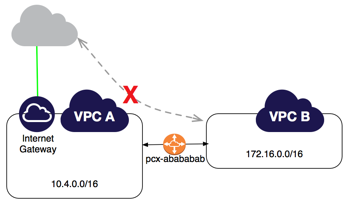 X
VPC A
VPC B
Internet
Gateway
pcx-abababab
172.16.0.0/16
10.4.0.0/16